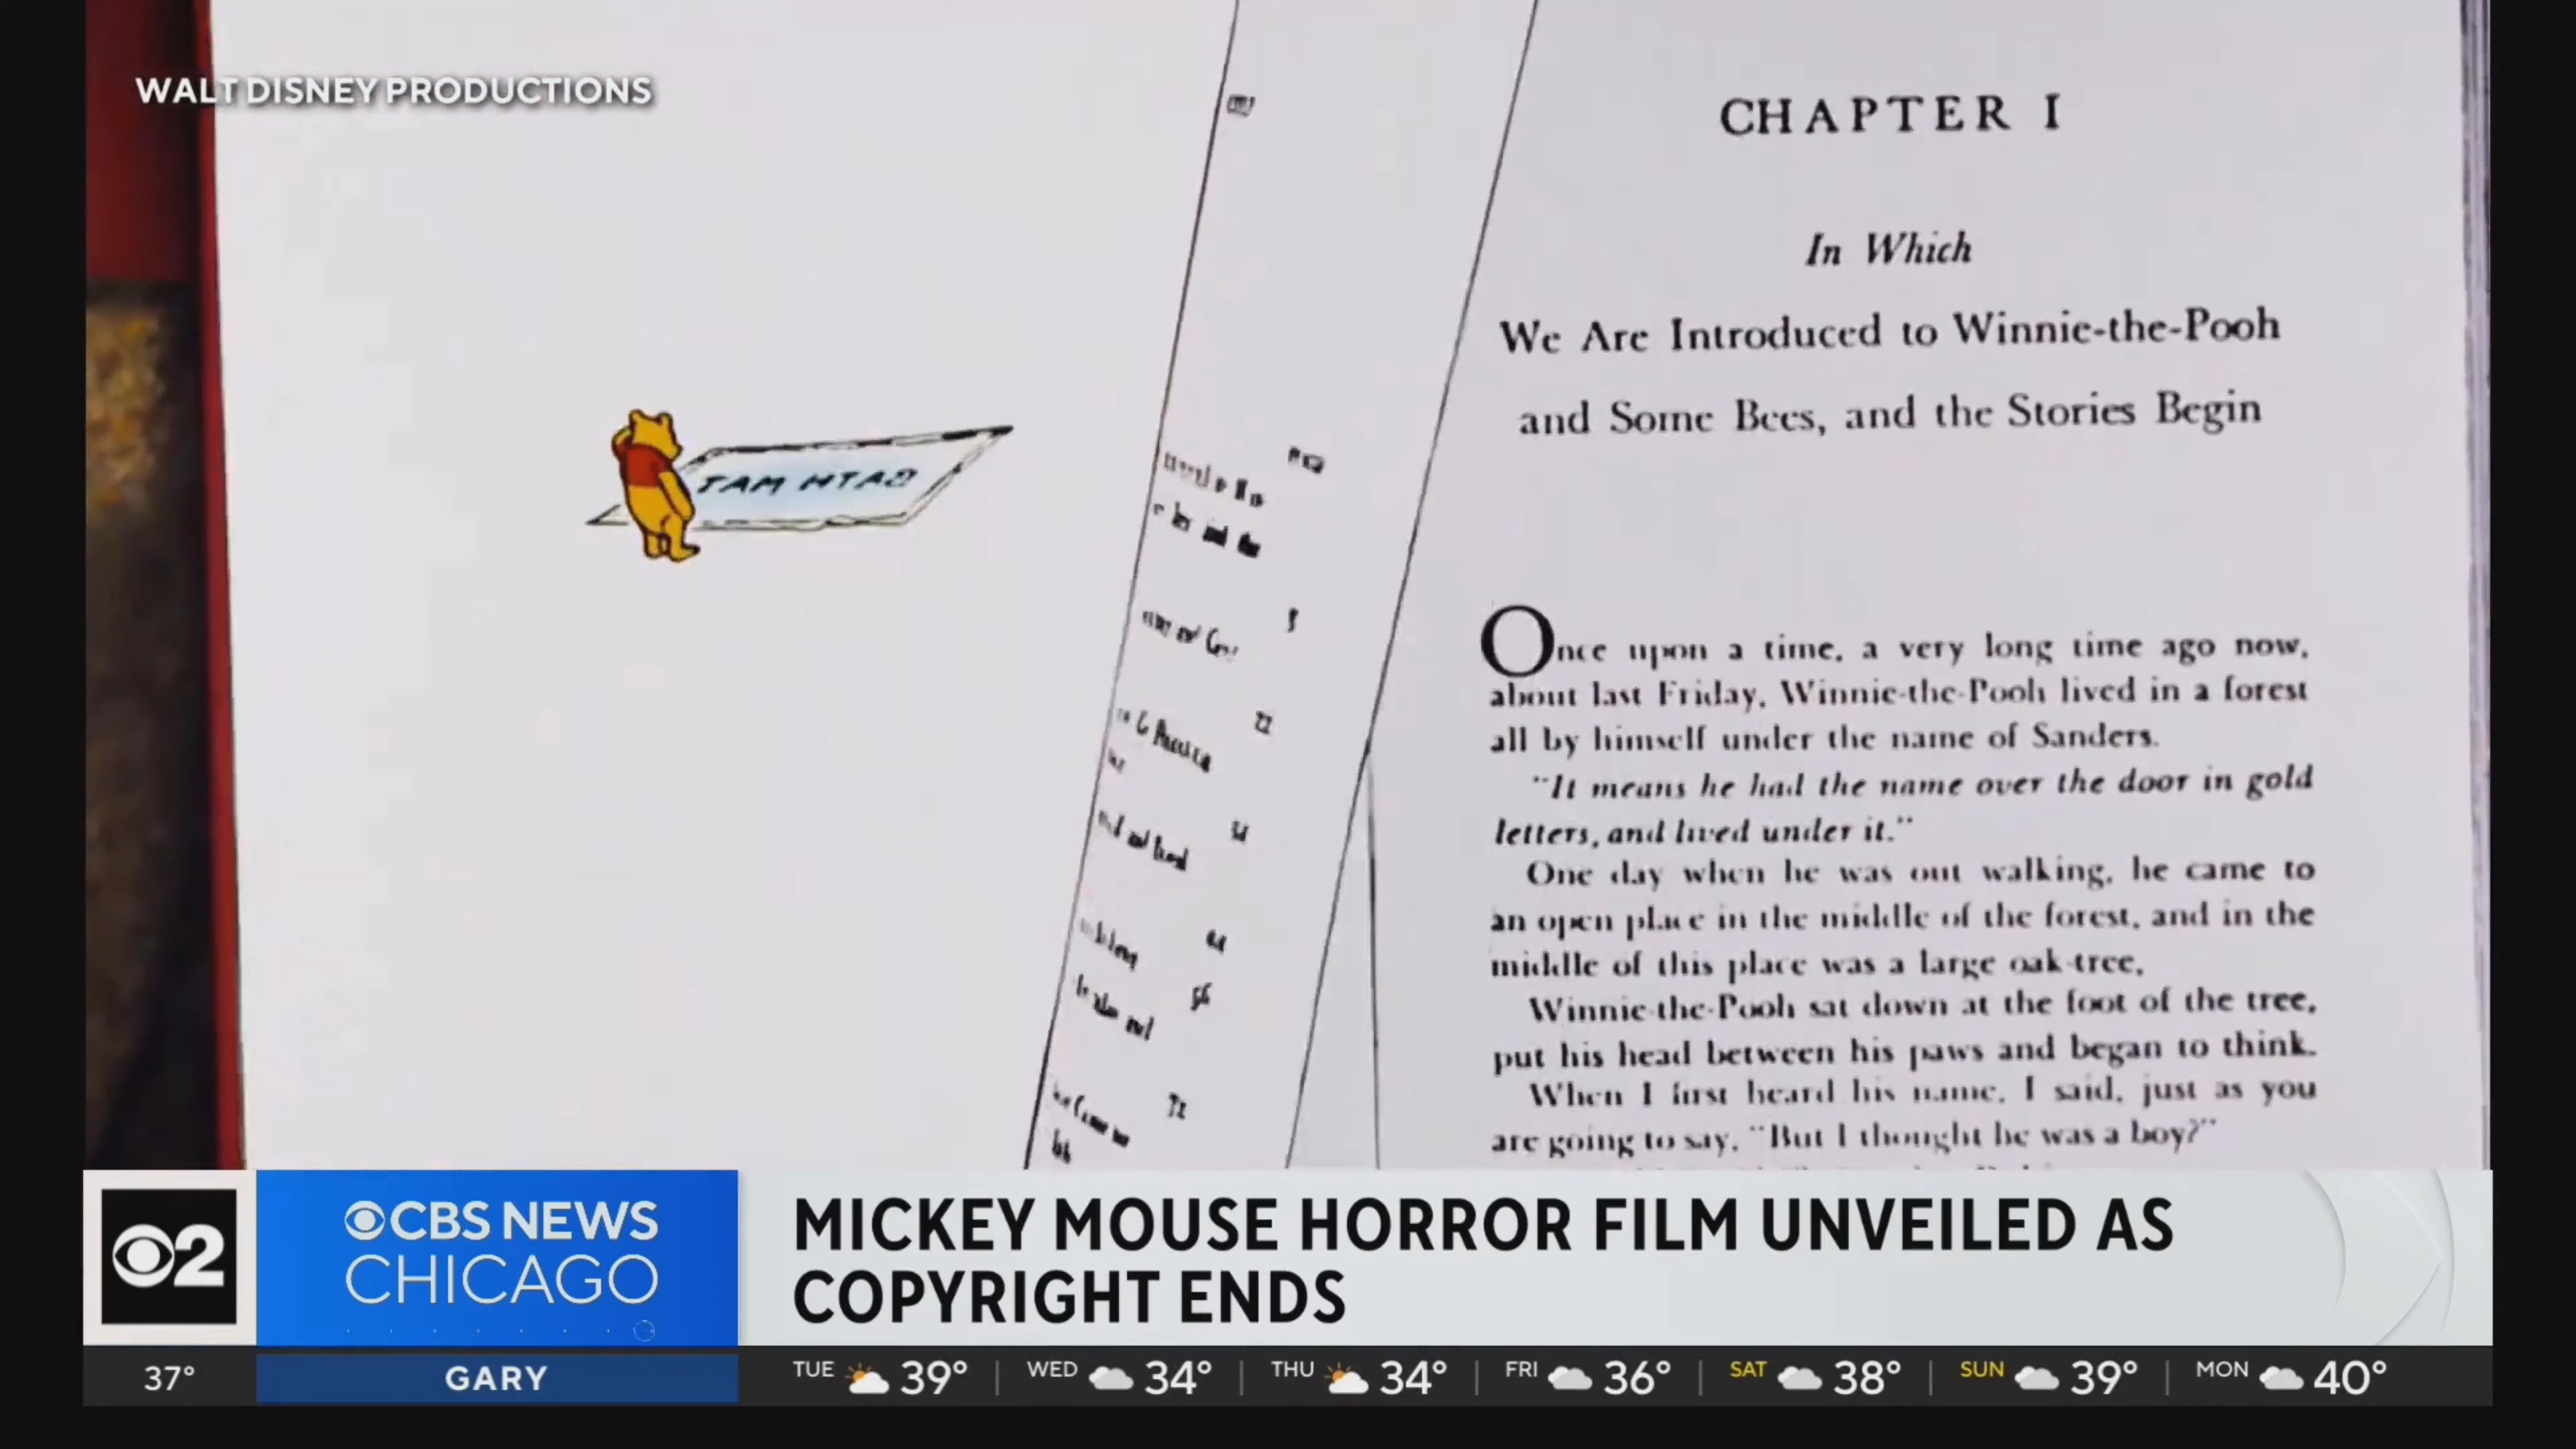 WALT DISNEY PRODUCTIONS
TAM HTAB
CHAPTER I
In Which
We Are Introduced to Winnie-the-Pooh
and Some Bees, and the Stories Begin
Once upon a time, a very long time ago now,
about last Friday, Winnie-the-Pooh lived in a forest
all by himself under the name of Sanders.
"It means he had the name over the door in gold
letters, and lived under it."
One day when he was out walking, he came to
an open place in the middle of the forest, and in the
middle of this place was a large oak-tree,
Winnie-the-Pooh sat down at the foot of the tree,
put his head between his paws and began to think.
When I first heard his name, I said, just as you
are going to say, "But I thought he was a boy?"
22
56
72
2
CBS NEWS
CHICAGO
MICKEY MOUSE HORROR FILM UNVEILED AS
COPYRIGHT ENDS
37° GARY TUE 39° WED 34° THU 34° FRI 36° SAT 38° SUN 39° MON 40°